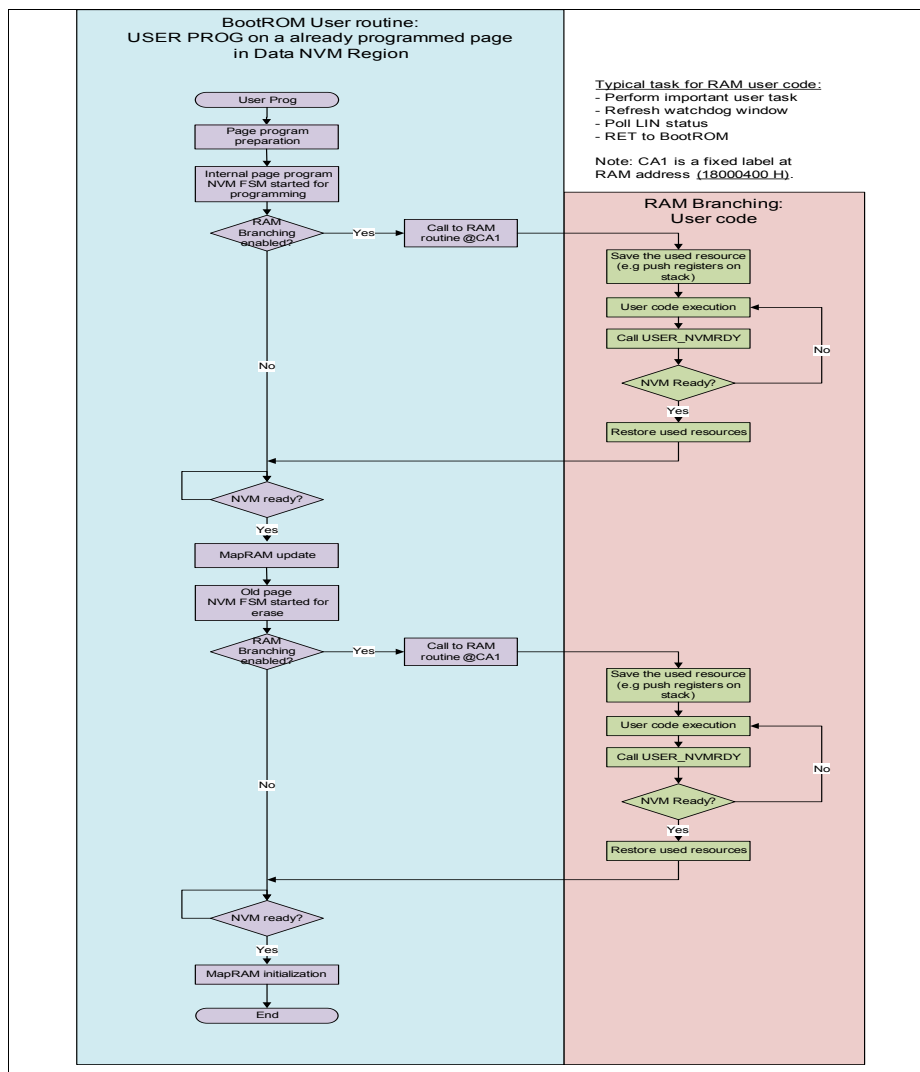 BootROM User routine:
USER PROG on a already programmed page
in Data NVM Region
Typical task for RAM user code:
- Perform important user task
- Refresh watchdog window
- Poll LIN status
- RET to BootROM
Note: CA1 is a fixed label at
RAM address (18000400 H).
User Prog
Page program
preparation
Internal page program
NVM FSM started for
programming
RAM
Branching
enabled?
Yes
Call to RAM
routine @CA1
RAM Branching:
User code
Save the used resource
(e.g push registers on
stack)
User code execution
Call USER_NVMRDY
No
NVM Ready?
Yes
Restore used resources
No
NVM ready?
Yes
MapRAM update
Old page
NVM FSM started for
erase
RAM
Branching
enabled?
Yes
Call to RAM
routine @CA1
Save the used resource
(e.g push registers on
stack)
User code execution
Call USER_NVMRDY
No
NVM Ready?
Yes
Restore used resources
No
NVM ready?
Yes
MapRAM initialization
End